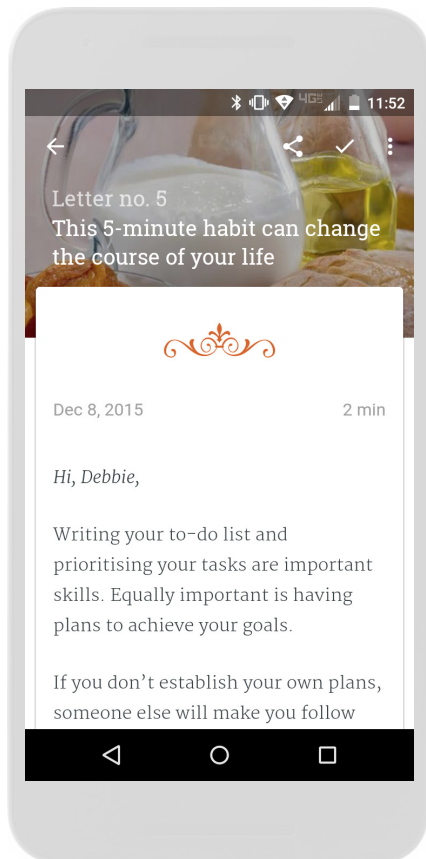 4G
11:52
Letter no. 5
This 5-minute habit can change
the course of your life
Dec 8, 2015
2 min
Hi, Debbie,
Writing your to-do list and
prioritising your tasks are important
skills. Equally important is having
plans to achieve your goals.
If you don’t establish your own plans,
someone else will make you follow